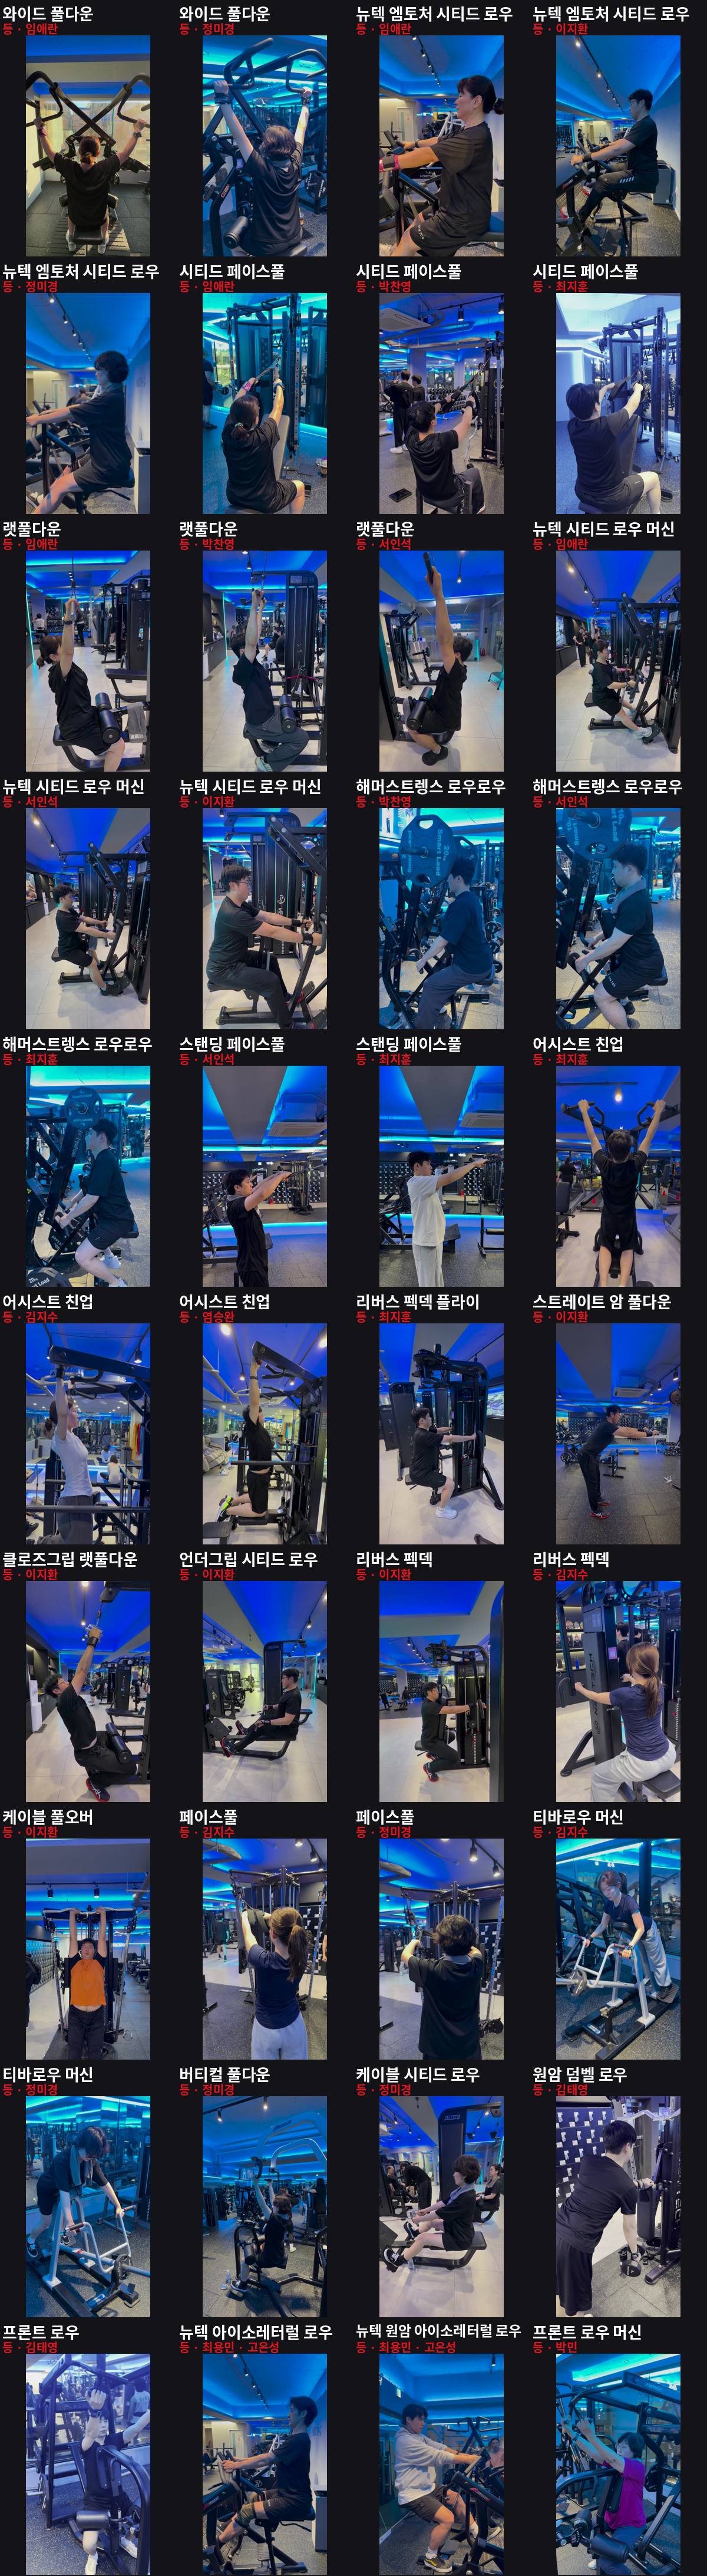 와이드 풀다운
등 · 임애란
와이드 풀다운
등 · 정미경
뉴텍 엠토처 시티드 로우
등 · 임애란
뉴텍 엠토처 시티드 로우
등 · 이지환
뉴텍 엠토처 시티드 로우
등 · 정미경
시티드 페이스풀
등 · 임애란
시티드 페이스풀
등 · 박찬영
시티드 페이스풀
등 · 최지훈
랫풀다운
등 · 임애란
랫풀다운
등 · 박찬영
랫풀다운
등 · 서인석
뉴텍 시티드 로우 머신
등 · 임애란
뉴텍 시티드 로우 머신
등 · 서인석
뉴텍 시티드 로우 머신
등 · 이지환
해머스트렝스 로우로우
등 · 박찬영
해머스트렝스 로우로우
등 · 서인석
해머스트렝스 로우로우
등 · 최지훈
스탠딩 페이스풀
등 · 서인석
스탠딩 페이스풀
등 · 최지훈
어시스트 친업
등 · 최지훈
어시스트 친업
등 · 김지수
어시스트 친업
등 · 염승완
리버스 펙덱 플라이
등 · 최지훈
스트레이트 암 풀다운
등 · 이지환
클로즈그립 랫풀다운
등 · 이지환
언더그립 시티드 로우
등 · 이지환
리버스 펙덱
등 · 이지환
리버스 펙덱
등 · 김지수
케이블 풀오버
등 · 이지환
페이스풀
등 · 김지수
페이스풀
등 · 정미경
티바로우 머신
등 · 김지수
티바로우 머신
등 · 정미경
버티컬 풀다운
등 · 정미경
케이블 시티드 로우
등 · 정미경
원암 덤벨 로우
등 · 김태영
프론트 로우
등 · 김태영
뉴텍 아이소레터럴 로우
등 · 최용민 · 고은성
뉴텍 원암 아이소레터럴 로우
등 · 최용민 · 고은성
프론트 로우 머신
등 · 박민